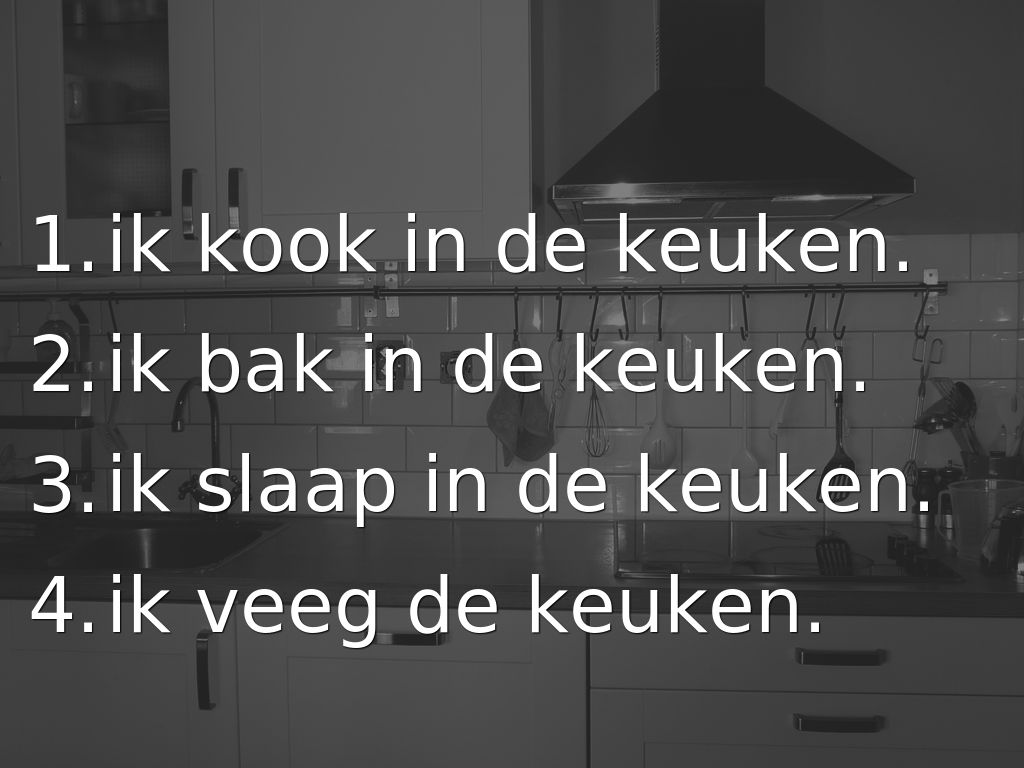 1. ik kook in de keuken.
2. ik bak in de keuken.
3. ik slaap in de keuken.
4. ik veeg de keuken.